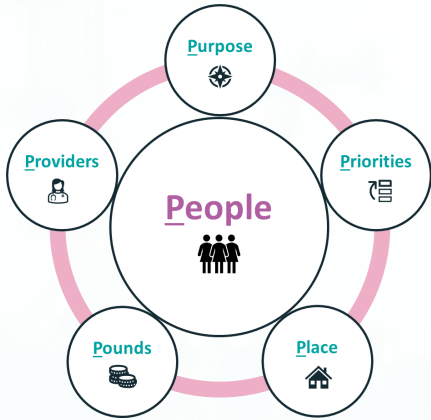 Purpose
Providers
Priorities
People
Pounds
Place